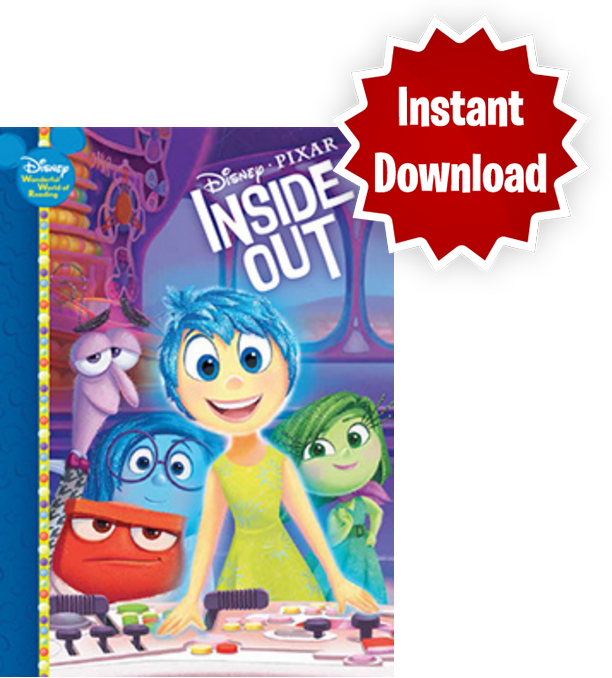 Instant
Download
Disney · PIXAR
INSIDE
OUT
Disney
Wonderful
World of
Reading